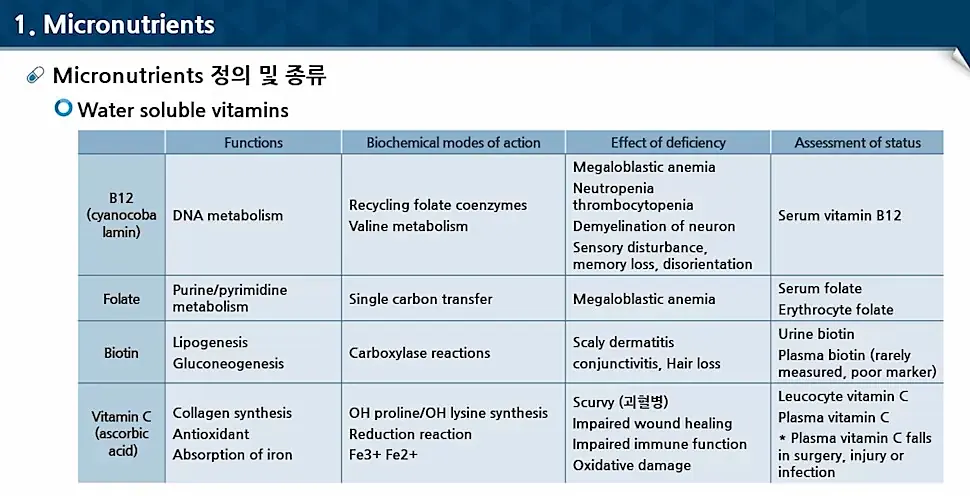 1. Micronutrients
Micronutrients 정의 및 종류
Water soluble vitamins
Functions
Biochemical modes of action
Effect of deficiency
Assessment of status
B12
(cyanocoba
lamin)
DNA metabolism
Recycling folate coenzymes
Valine metabolism
Megaloblastic anemia
Neutropenia
thrombocytopenia
Demyelination of neuron
Sensory disturbance,
memory loss, disorientation
Serum vitamin B12
Folate
Purine/pyrimidine
metabolism
Single carbon transfer
Megaloblastic anemia
Serum folate
Erythrocyte folate
Biotin
Lipogenesis
Gluconeogenesis
Carboxylase reactions
Scaly dermatitis
conjunctivitis, Hair loss
Urine biotin
Plasma biotin (rarely
measured, poor marker)
Vitamin C
(ascorbic
acid)
Collagen synthesis
Antioxidant
Absorption of iron
OH proline/OH lysine synthesis
Reduction reaction
Fe3+ Fe2+
Scurvy (괴혈병)
Impaired wound healing
Impaired immune function
Oxidative damage
Leucocyte vitamin C
Plasma vitamin C
* Plasma vitamin C falls
in surgery, injury or
infection